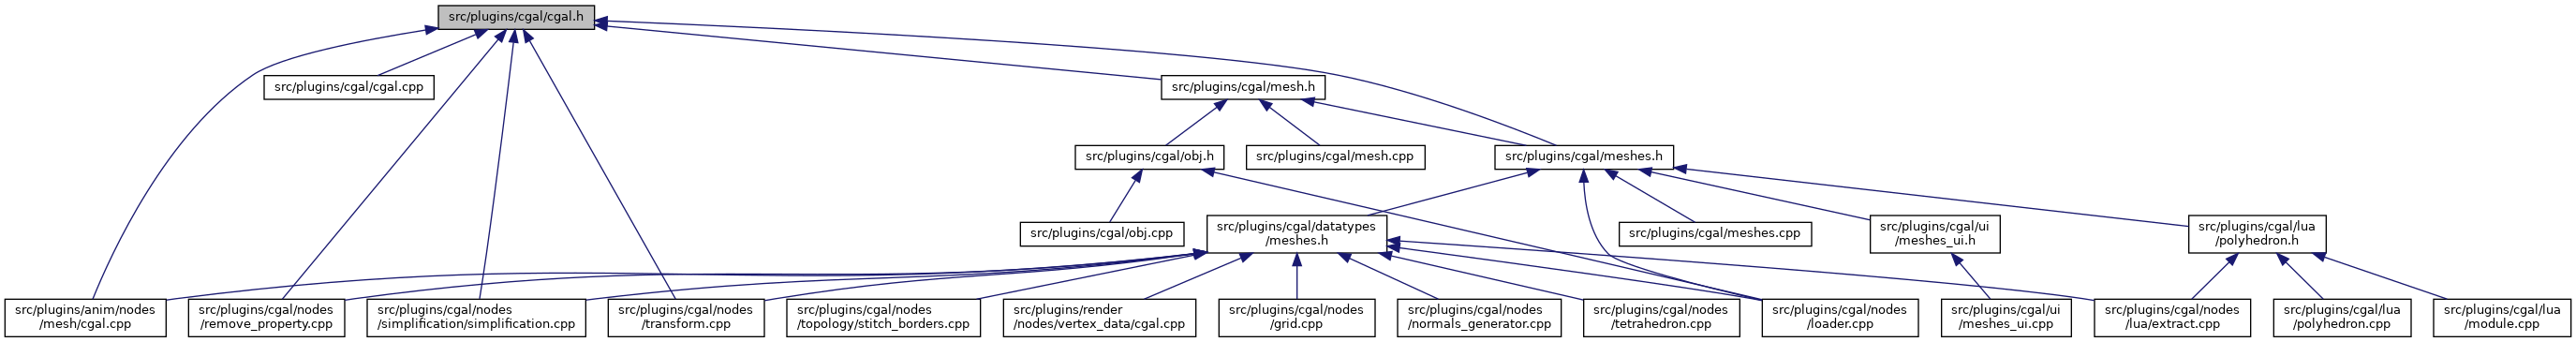 src/plugins/cgal/cgal.h
src/plugins/cgal/cgal.cpp
src/plugins/cgal/mesh.h
src/plugins/cgal/obj.h
src/plugins/cgal/mesh.cpp
src/plugins/cgal/meshes.h
src/plugins/cgal/obj.cpp
src/plugins/cgal/datatypes
/meshes.h
src/plugins/cgal/meshes.cpp
src/plugins/cgal/ui
/meshes_ui.h
src/plugins/cgal/lua
/polyhedron.h
src/plugins/anim/nodes
/mesh/cgal.cpp
src/plugins/cgal/nodes
/remove_property.cpp
src/plugins/cgal/nodes
/simplification/simplification.cpp
src/plugins/cgal/nodes
/transform.cpp
src/plugins/cgal/nodes
/topology/stitch_borders.cpp
src/plugins/render
/nodes/vertex_data/cgal.cpp
src/plugins/cgal/nodes
/grid.cpp
src/plugins/cgal/nodes
/normals_generator.cpp
src/plugins/cgal/nodes
/tetrahedron.cpp
src/plugins/cgal/nodes
/loader.cpp
src/plugins/cgal/ui
/meshes_ui.cpp
src/plugins/cgal/nodes
/lua/extract.cpp
src/plugins/cgal/lua
/polyhedron.cpp
src/plugins/cgal/lua
/module.cpp